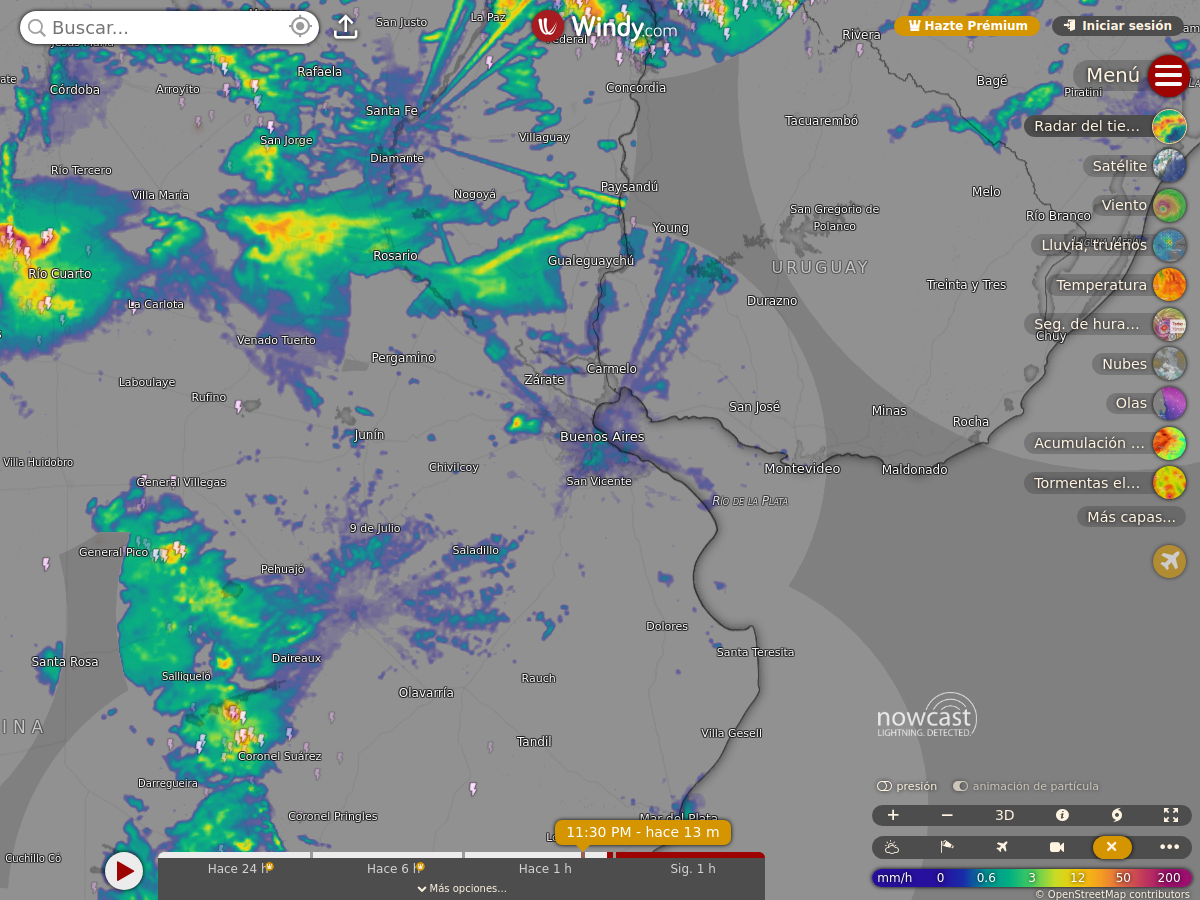 Buscar...
Windy.com
Hazte Prémium
Iniciar sesión
San Justo
La Paz
Federal
Rivera
Menú
Rafaela
Córdoba
Arroyito
Concordia
Bagé
Piratini
Santa Fe
Tacuarembó
Radar del tie...
San Jorge
Villaguay
Diamante
Satélite
Río Tercero
Villa María
Nogoyá
Paysandú
Melo
Viento
San Gregorio de
Polanco
Río Branco
Young
Lluvia, truenos
Rosario
Gualeguaychú
URUGUAY
Río Cuarto
Treinta y Tres
Temperatura
La Carlota
Durazno
Seg. de hura...
Chuy
Venado Tuerto
Pergamino
Nubes
Carmelo
Laboulaye
Zárate
Rufino
San José
Minas
Olas
Rocha
Junín
Buenos Aires
Acumulación ...
Villa Huidobro
Chivilcoy
Montevideo
Maldonado
General Villegas
San Vicente
Tormentas el...
Río de la Plata
Más capas...
9 de Julio
General Pico
Saladillo
Pehuajó
Dolores
Santa Rosa
Daireaux
Santa Teresita
Salliqueló
Olavarría
Rauch
INA
Tandil
Villa Gesell
nowcast
LIGHTNING. DETECTED.
Coronel Suárez
Darregueira
presión
animación de partícula
Coronel Pringles
Mar del Plata
3D
11:30 PM - hace 13 m
Cuchillo Có
Hace 24 h
Hace 6 h
Hace 1 h
Sig. 1 h
Más opciones...
mm/h 0 0.6 3 12 50 200
© OpenStreetMap contributors